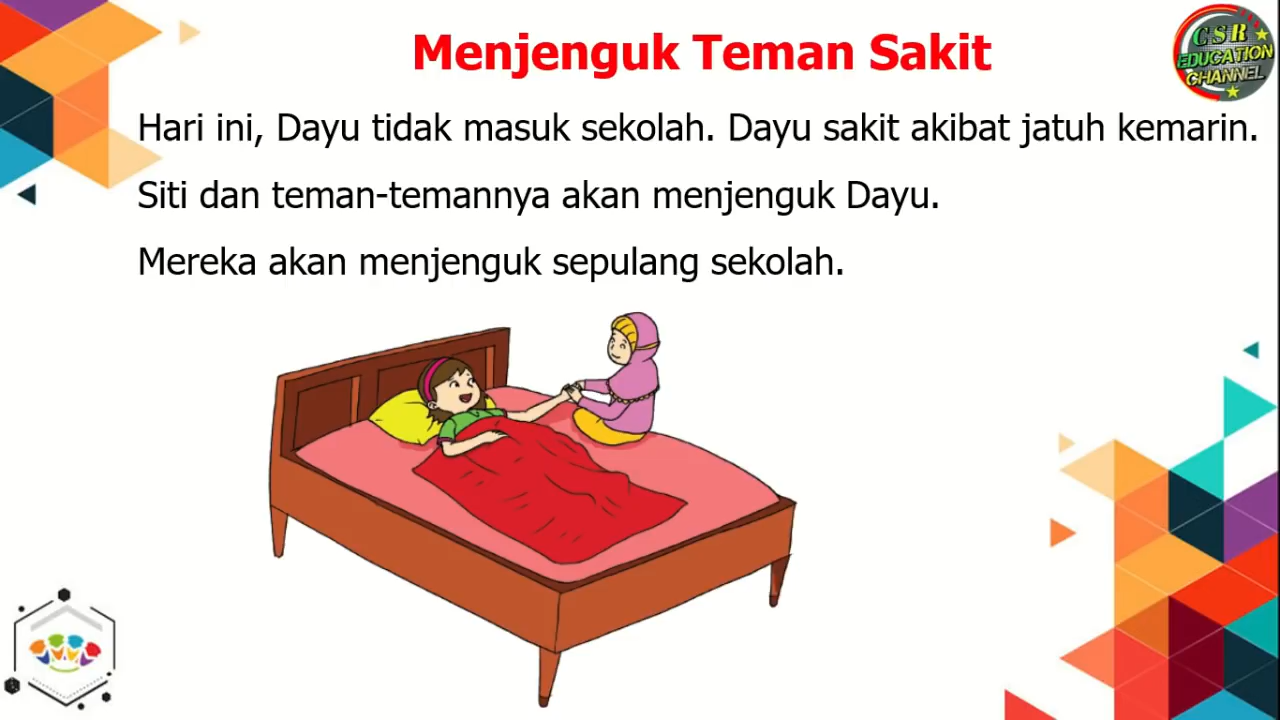 Menjenguk Teman Sakit
CSR
EDUCATION
CHANNEL
Hari ini, Dayu tidak masuk sekolah. Dayu sakit akibat jatuh kemarin.
Siti dan teman-temannya akan menjenguk Dayu.
Mereka akan menjenguk sepulang sekolah.